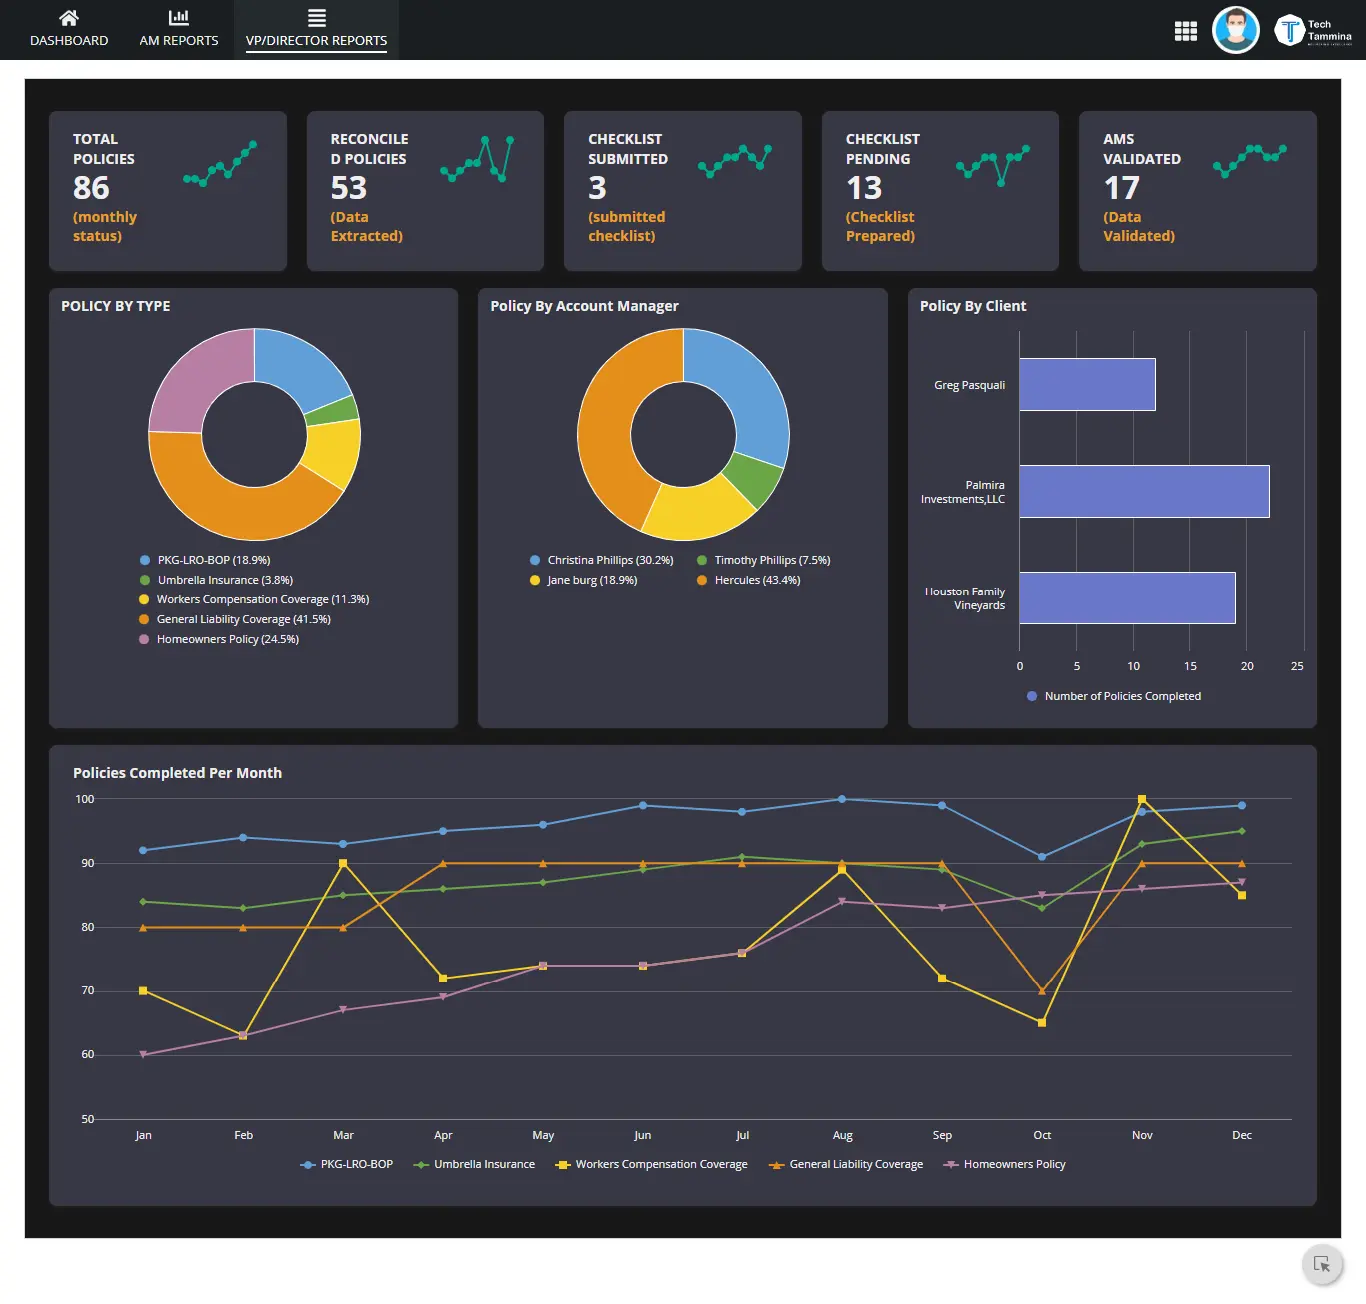 DASHBOARD
AM REPORTS
VP/DIRECTOR REPORTS
Tech
Tammina
TOTAL
POLICIES
86
(monthly
status)
RECONCILE
D POLICIES
53
(Data
Extracted)
CHECKLIST
SUBMITTED
3
(submitted
checklist)
CHECKLIST
PENDING
13
(Checklist
Prepared)
AMS
VALIDATED
17
(Data
Validated)
POLICY BY TYPE
PKG-LRO-BOP (18.9%)
Umbrella Insurance (3.8%)
Workers Compensation Coverage (11.3%)
General Liability Coverage (41.5%)
Homeowners Policy (24.5%)
Policy By Account Manager
Christina Phillips (30.2%)
Timothy Phillips (7.5%)
Jane burg (18.9%)
Hercules (43.4%)
Policy By Client
Greg Pasquali
Palmira
Investments,LLC
Houston Family
Vineyards
0 5 10 15 20 25
Number of Policies Completed
Policies Completed Per Month
100
90
80
70
60
50
Jan Feb Mar Apr May Jun Jul Aug Sep Oct Nov Dec
PKG-LRO-BOP Umbrella Insurance Workers Compensation Coverage General Liability Coverage Homeowners Policy